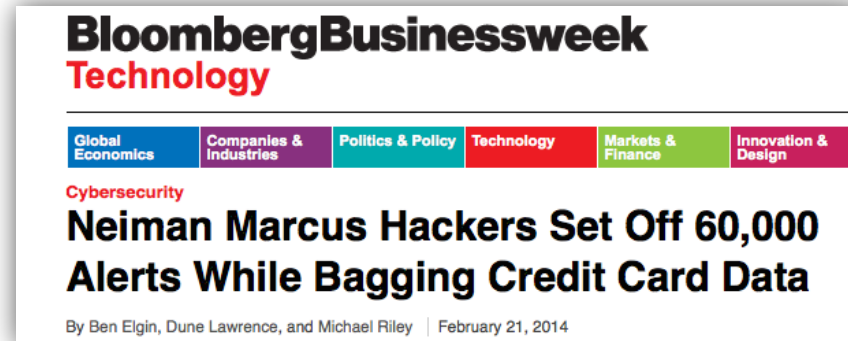 BloombergBusinessweek
Technology
Global Economics
Companies & Industries
Politics & Policy
Technology
Markets & Finance
Innovation & Design
Cybersecurity
Neiman Marcus Hackers Set Off 60,000
Alerts While Bagging Credit Card Data
By Ben Elgin, Dune Lawrence, and Michael Riley | February 21, 2014